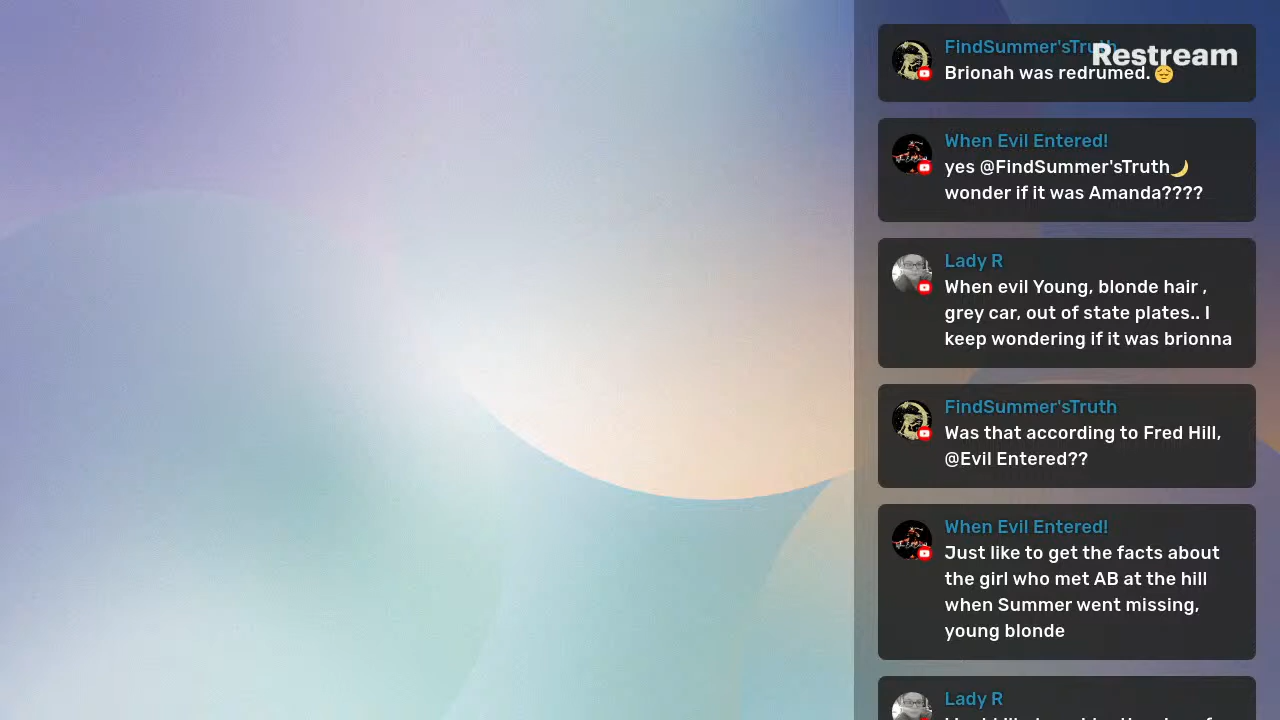 FindSummer'sTruth
Restream
Brionah was redrumed. 😔
When Evil Entered!
yes @FindSummer'sTruth🌙
wonder if it was Amanda????
Lady R
When evil Young, blonde hair ,
grey car, out of state plates.. I
keep wondering if it was brionna
FindSummer'sTruth
Was that according to Fred Hill,
@Evil Entered??
When Evil Entered!
Just like to get the facts about
the girl who met AB at the hill
when Summer went missing,
young blonde
Lady R